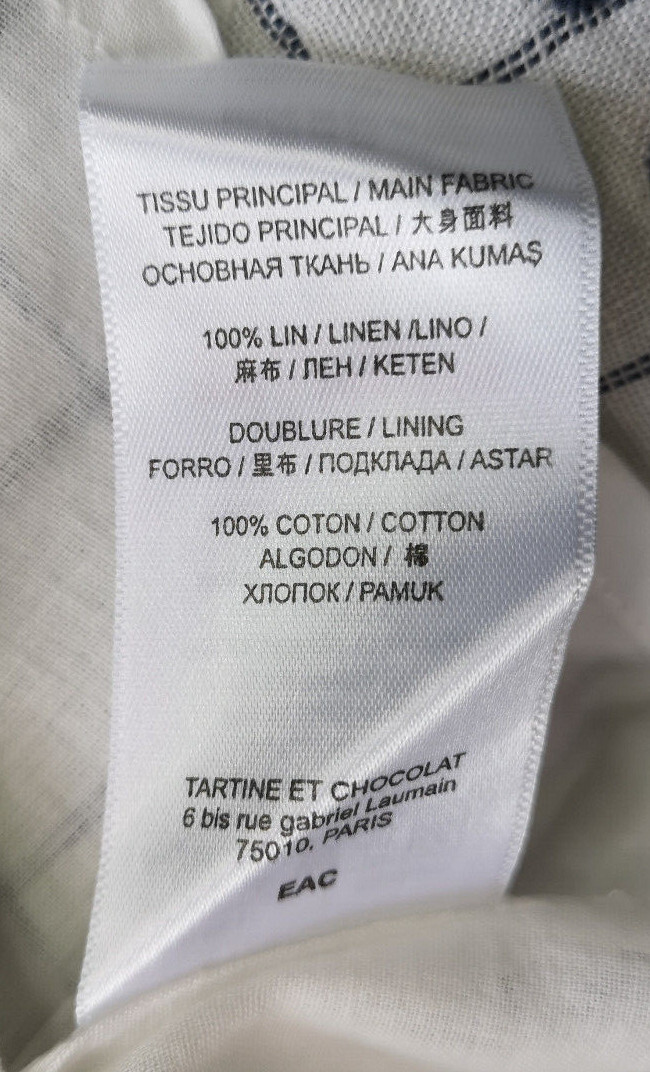 TISSU PRINCIPAL / MAIN FABRIC
TEJIDO PRINCIPAL / 大身面料
ОСНОВНАЯ ТКАНЬ / ANA KUMAŞ
100% LIN / LINEN /LINO /
麻布 / ЛЕН / KETEN
DOUBLURE / LINING
FORRO / 里布 / ПОДКЛАДА / ASTAR
100% COTON / COTTON
ALGODON / 棉
ХЛОПОК / PAMUK
TARTINE ET CHOCOLAT
6 bis rue gabriel Laumain
75010, PARIS
EAC